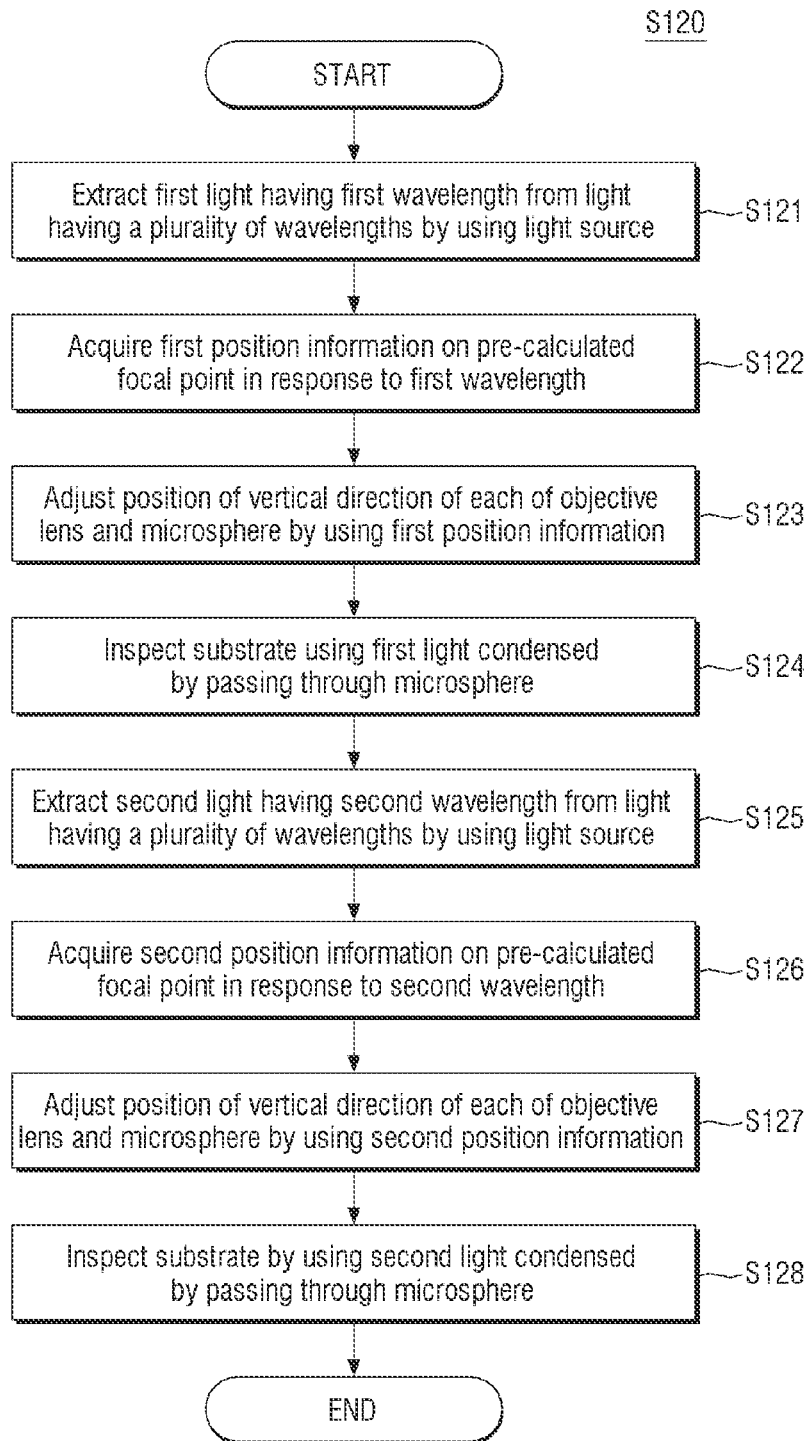 S120
START
Extract first light having first wavelength from light
having a plurality of wavelengths by using light source
S121
Acquire first position information on pre-calculated
focal point in response to first wavelength
S122
Adjust position of vertical direction of each of objective
lens and microsphere by using first position information
S123
Inspect substrate using first light condensed
by passing through microsphere
S124
Extract second light having second wavelength from light
having a plurality of wavelengths by using light source
S125
Acquire second position information on pre-calculated
focal point in response to second wavelength
S126
Adjust position of vertical direction of each of objective
lens and microsphere by using second position information
S127
Inspect substrate by using second light condensed
by passing through microsphere
S128
END